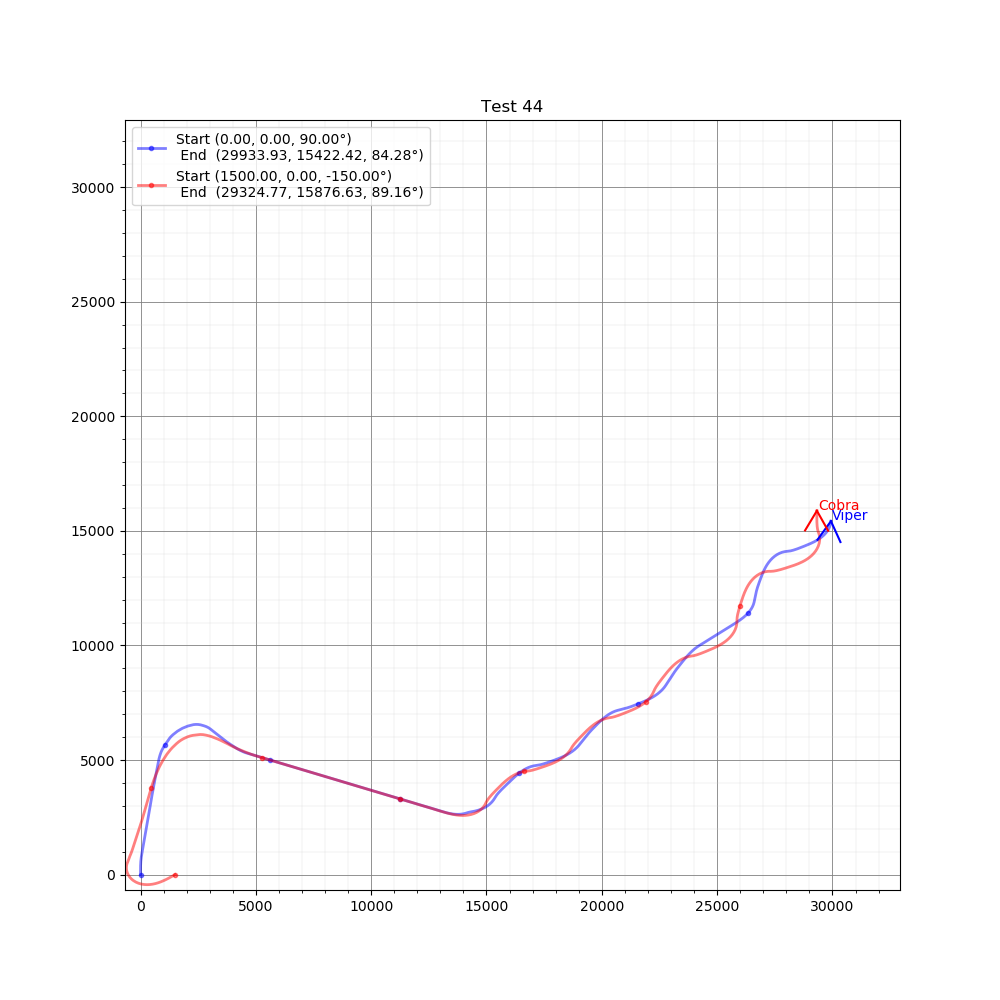 Test 44
Start (0.00, 0.00, 90.00°)
End  (29933.93, 15422.42, 84.28°)
Start (1500.00, 0.00, -150.00°)
End  (29324.77, 15876.63, 89.16°)
30000
25000
20000
15000
10000
5000
0
Cobra
Viper
0 5000 10000 15000 20000 25000 30000